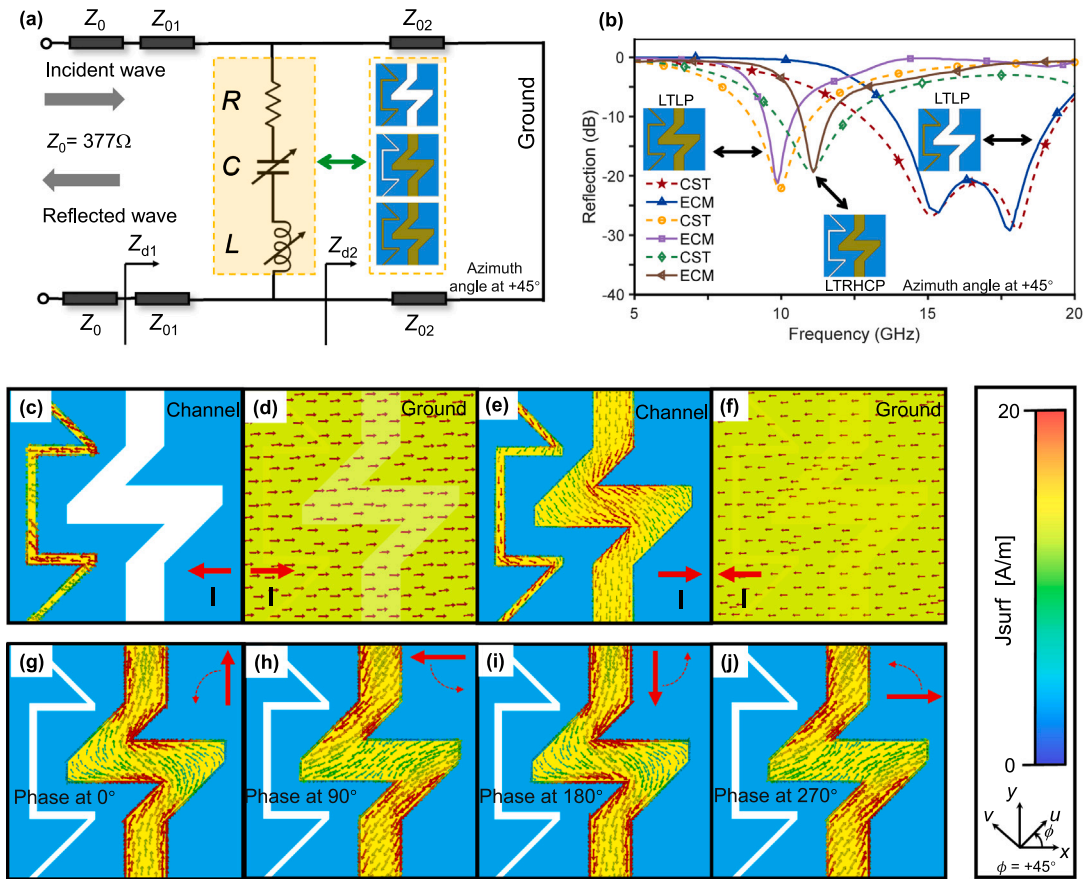 (a)
Z0 Z01 Z02
Incident wave
Z0= 377Ω
Reflected wave
R
C
L
Ground
Zd1
Zd2
Azimuth
angle at +45°
Z0 Z01 Z02
(b)
Reflection (dB)
0
-10
-20
-30
-40
5 10 15 20
Frequency (GHz)
LTLP
LTLP
LTRHCP
CST
ECM
CST
ECM
CST
ECM
Azimuth angle at +45°
(c) Channel
I
(d) Ground
I
(e) Channel
I
(f) Ground
I
(g)
Phase at 0°
(h)
Phase at 90°
(i)
Phase at 180°
(j)
Phase at 270°
20
Jsurf [A/m]
0
y
v u
ϕ
x
ϕ = +45°